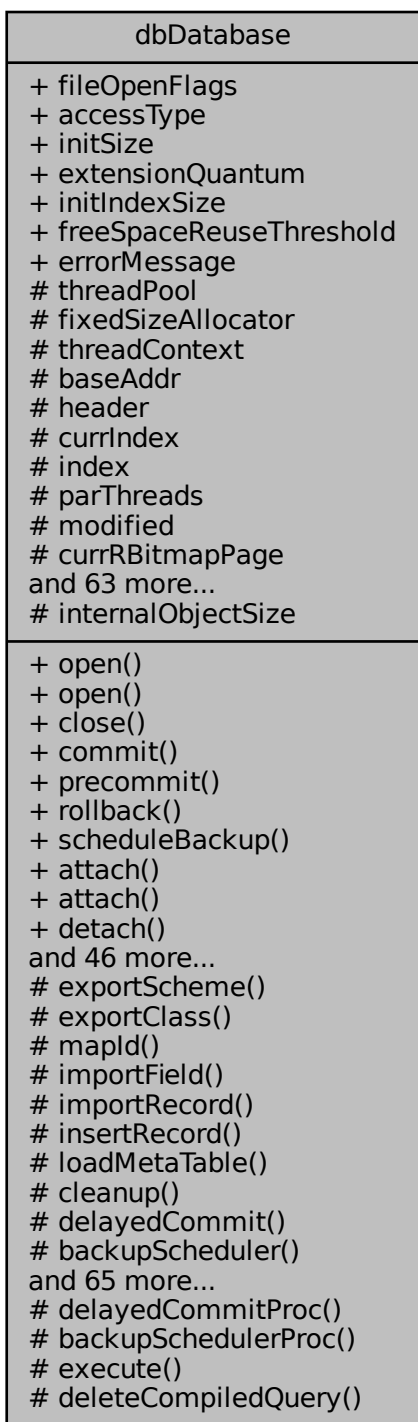 dbDatabase
+ fileOpenFlags
+ accessType
+ initSize
+ extensionQuantum
+ initIndexSize
+ freeSpaceReuseThreshold
+ errorMessage
# threadPool
# fixedSizeAllocator
# threadContext
# baseAddr
# header
# currIndex
# index
# parThreads
# modified
# currRBitmapPage
and 63 more...
# internalObjectSize
+ open()
+ open()
+ close()
+ commit()
+ precommit()
+ rollback()
+ scheduleBackup()
+ attach()
+ attach()
+ detach()
and 46 more...
# exportScheme()
# exportClass()
# mapId()
# importField()
# importRecord()
# insertRecord()
# loadMetaTable()
# cleanup()
# delayedCommit()
# backupScheduler()
and 65 more...
# delayedCommitProc()
# backupSchedulerProc()
# execute()
# deleteCompiledQuery()